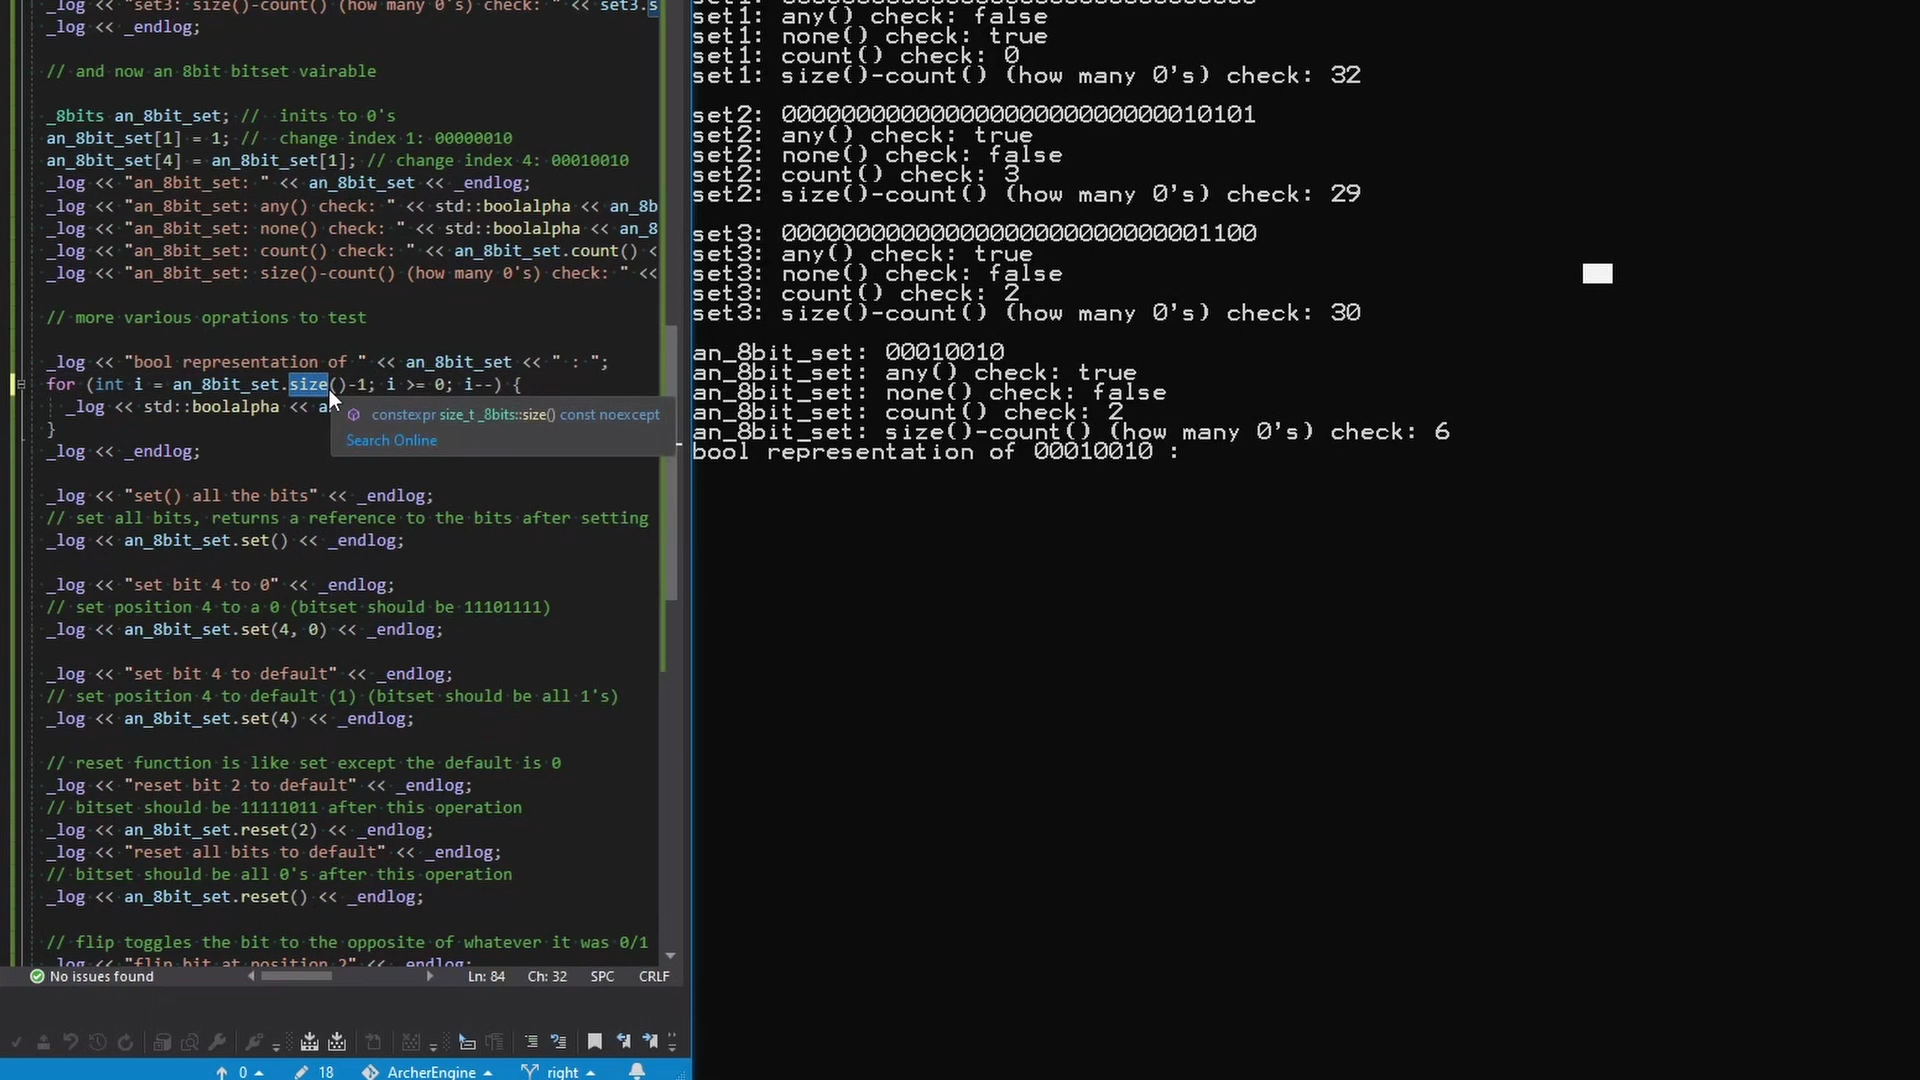 _log << "set3: size()-count() (how many 0's) check: " << set3.s
_log << _endlog;
// and now an 8bit bitset vairable
_8bits an_8bit_set; //  inits to 0's
an_8bit_set[1] = 1; //  change index 1: 00000010
an_8bit_set[4] = an_8bit_set[1]; // change index 4: 00010010
_log << "an_8bit_set: " << an_8bit_set << _endlog;
_log << "an_8bit_set: any() check: " << std::boolalpha << an_8b
_log << "an_8bit_set: none() check: " << std::boolalpha << an_8
_log << "an_8bit_set: count() check: " << an_8bit_set.count() <
_log << "an_8bit_set: size()-count() (how many 0's) check: " <<
// more various oprations to test
_log << "bool representation of " << an_8bit_set << " : ";
for (int i = an_8bit_set.size()-1; i >= 0; i--) {
_log << std::boolalpha << a
constexpr size_t _8bits::size() const noexcept
Search Online
}
_log << _endlog;
_log << "set() all the bits" << _endlog;
// set all bits, returns a reference to the bits after setting
_log << an_8bit_set.set() << _endlog;
_log << "set bit 4 to 0" << _endlog;
// set position 4 to a 0 (bitset should be 11101111)
_log << an_8bit_set.set(4, 0) << _endlog;
_log << "set bit 4 to default" << _endlog;
// set position 4 to default (1) (bitset should be all 1's)
_log << an_8bit_set.set(4) << _endlog;
// reset function is like set except the default is 0
_log << "reset bit 2 to default" << _endlog;
// bitset should be 11111011 after this operation
_log << an_8bit_set.reset(2) << _endlog;
_log << "reset all bits to default" << _endlog;
// bitset should be all 0's after this operation
_log << an_8bit_set.reset() << _endlog;
// flip toggles the bit to the opposite of whatever it was 0/1
_log << "flip bit at position 2" << _endlog;
No issues found
Ln: 84 Ch: 32 SPC CRLF
0 18 ArcherEngine right
set1: any() check: false
set1: none() check: true
set1: count() check: 0
set1: size()-count() (how many 0's) check: 32
set2: 00000000000000000000000000010101
set2: any() check: true
set2: none() check: false
set2: count() check: 3
set2: size()-count() (how many 0's) check: 29
set3: 00000000000000000000000000001100
set3: any() check: true
set3: none() check: false
set3: count() check: 2
set3: size()-count() (how many 0's) check: 30
an_8bit_set: 00010010
an_8bit_set: any() check: true
an_8bit_set: none() check: false
an_8bit_set: count() check: 2
an_8bit_set: size()-count() (how many 0's) check: 6
bool representation of 00010010 :